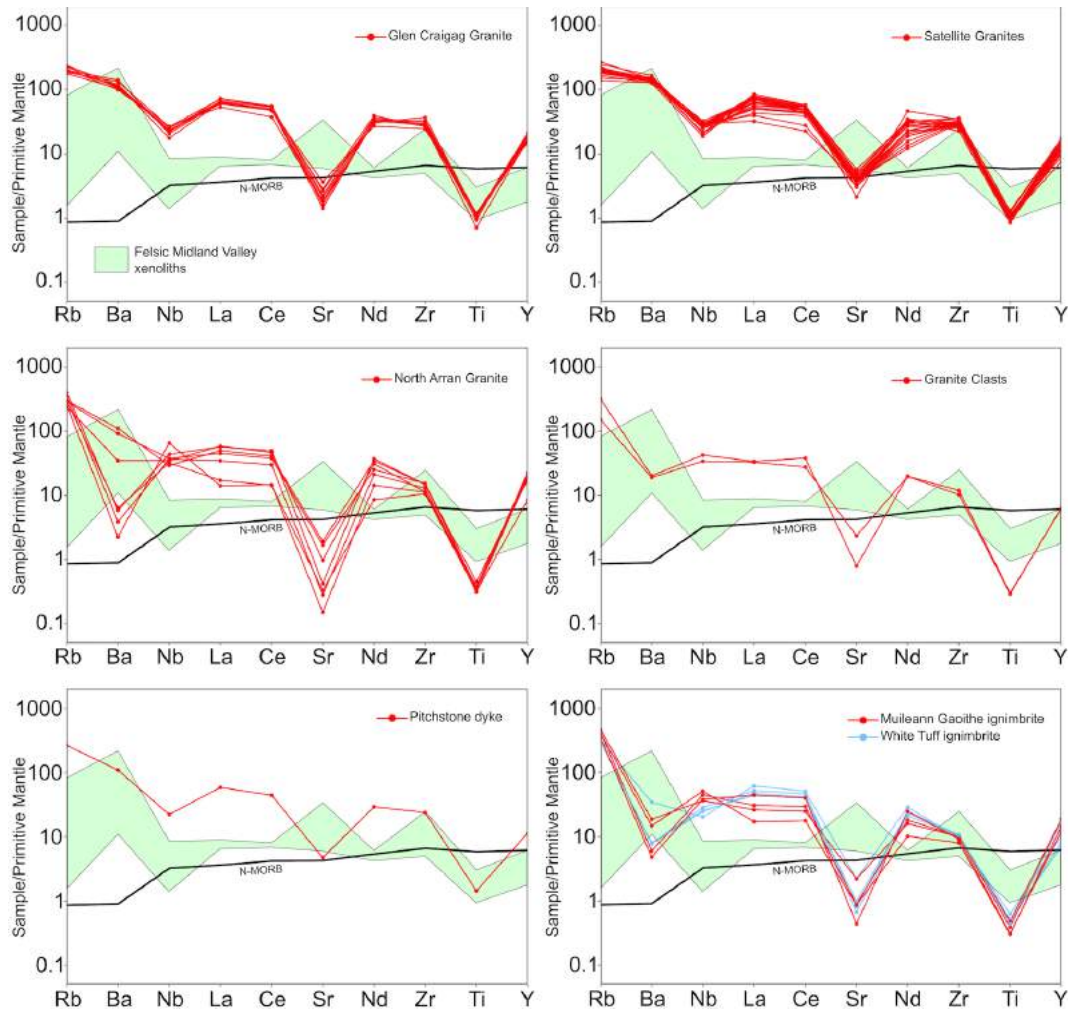 Sample/Primitive Mantle
1000
100
10
1
0.1
Glen Craigag Granite
N-MORB
Felsic Midland Valley
xenoliths
Rb Ba Nb La Ce Sr Nd Zr Ti Y
Sample/Primitive Mantle
1000
100
10
1
0.1
Satellite Granites
N-MORB
Rb Ba Nb La Ce Sr Nd Zr Ti Y
Sample/Primitive Mantle
1000
100
10
1
0.1
North Arran Granite
N-MORB
Rb Ba Nb La Ce Sr Nd Zr Ti Y
Sample/Primitive Mantle
1000
100
10
1
0.1
Granite Clasts
N-MORB
Rb Ba Nb La Ce Sr Nd Zr Ti Y
Sample/Primitive Mantle
1000
100
10
1
0.1
Pitchstone dyke
N-MORB
Rb Ba Nb La Ce Sr Nd Zr Ti Y
Sample/Primitive Mantle
1000
100
10
1
0.1
Muileann Gaoithe ignimbrite
White Tuff ignimbrite
N-MORB
Rb Ba Nb La Ce Sr Nd Zr Ti Y